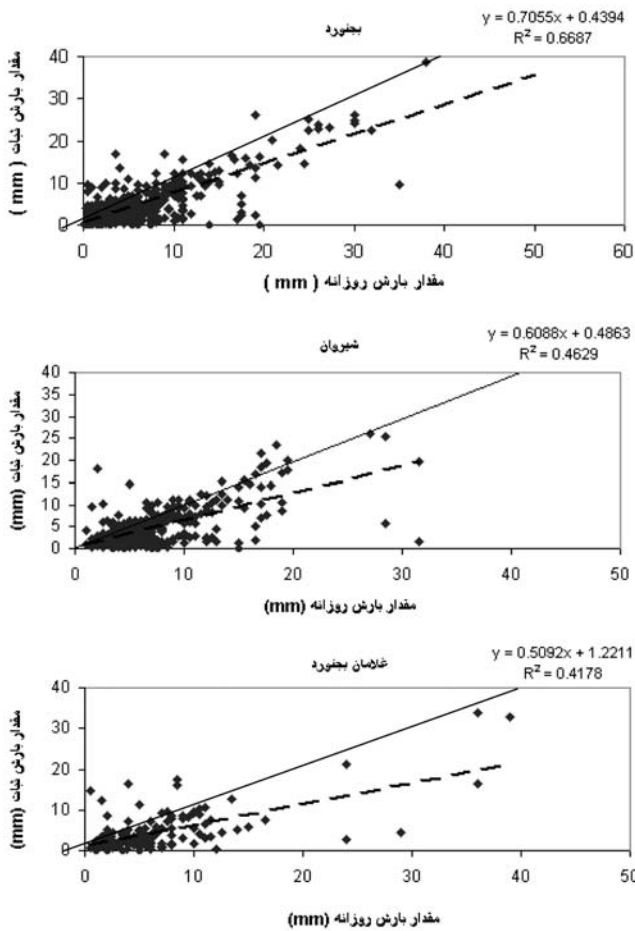 بجنورد
y = 0.7055x + 0.4394
R² = 0.6687
مقدار بارش ثبات ( mm )
40
30
20
10
0
0 10 20 30 40 50 60
مقدار بارش روزانه ( mm )
شیروان
y = 0.6088x + 0.4863
R² = 0.4629
مقدار بارش ثبات (mm)
40
35
30
25
20
15
10
5
0
0 10 20 30 40 50
مقدار بارش روزانه (mm)
غلامان بجنورد
y = 0.5092x + 1.2211
R² = 0.4178
مقدار بارش ثبات (mm)
40
30
20
10
0
0 10 20 30 40 50
مقدار بارش روزانه (mm)